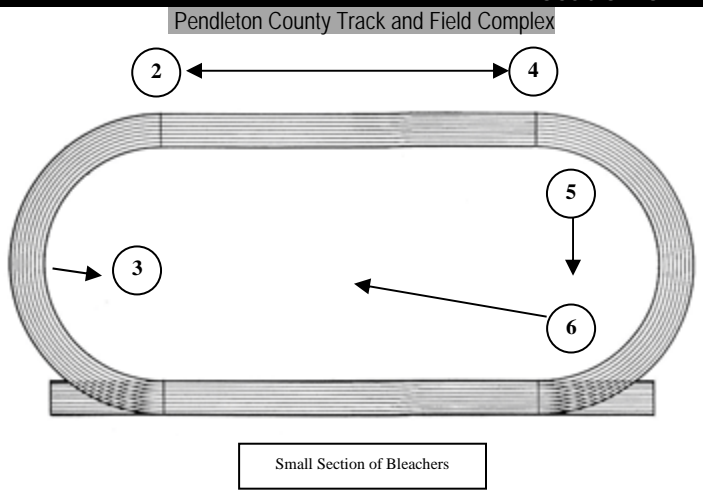 Pendleton County Track and Field Complex
2 4
5
3
6
Small Section of Bleachers